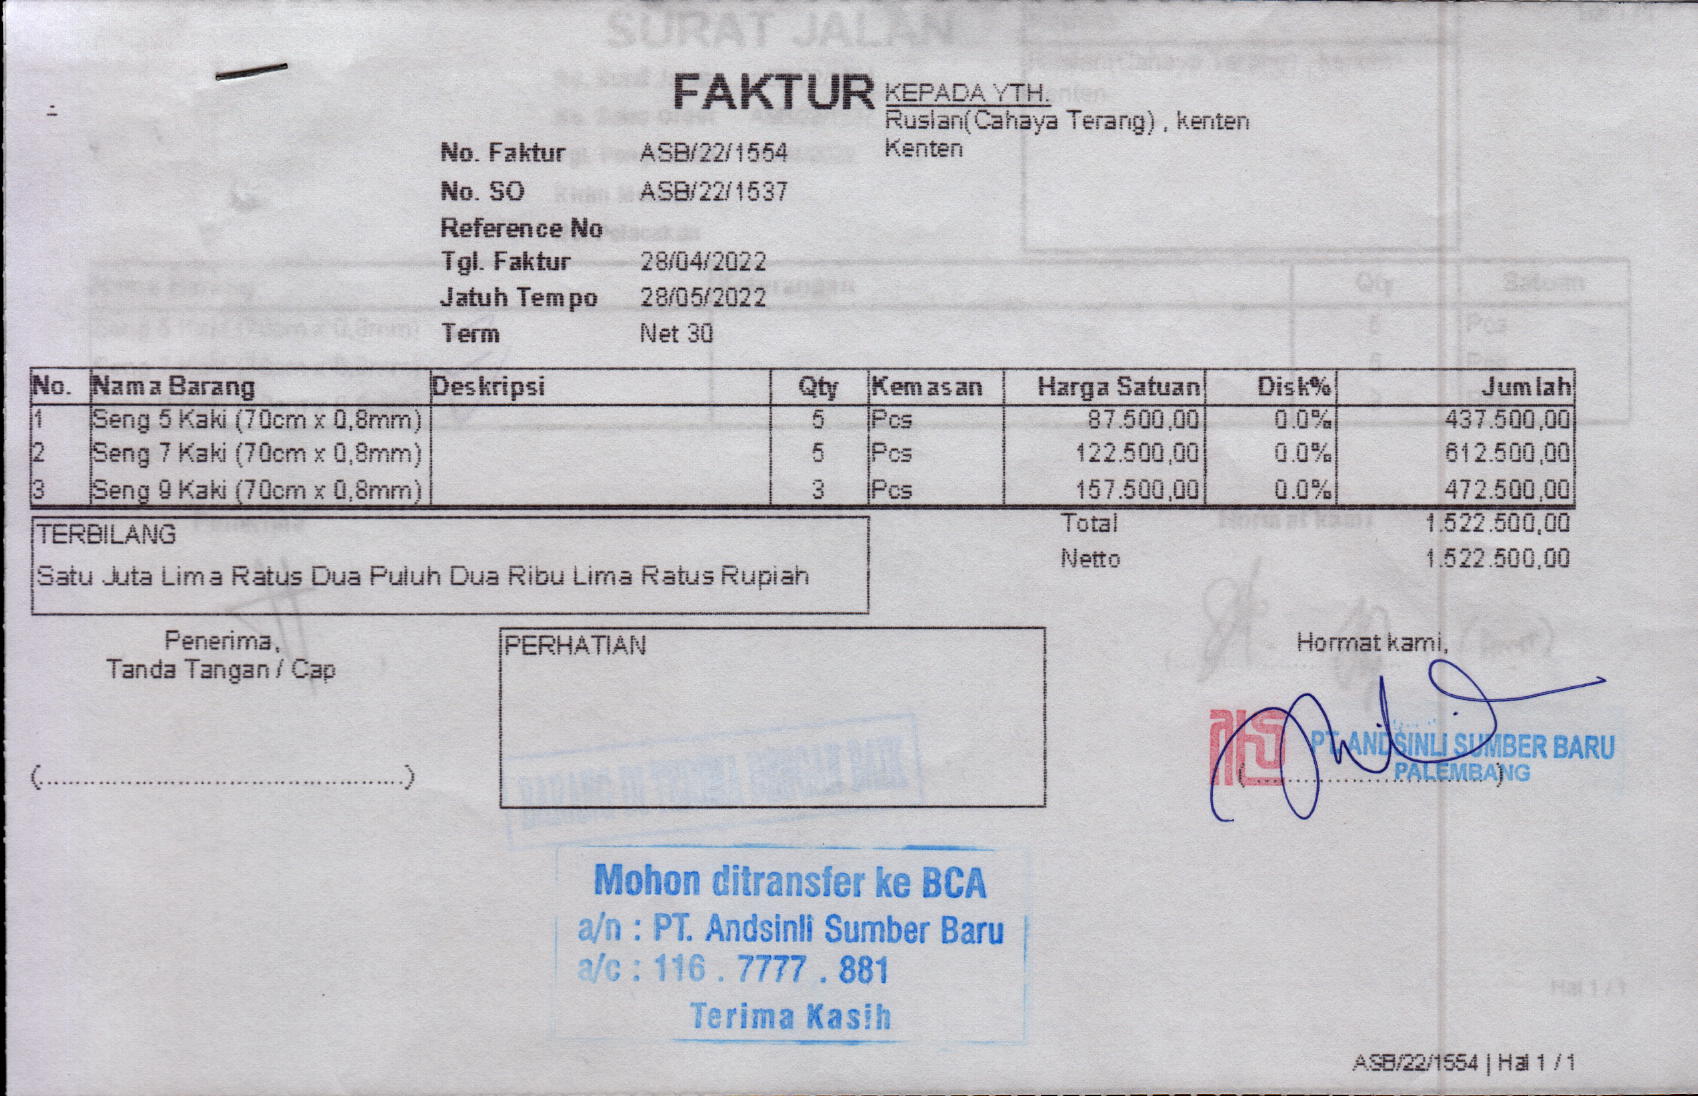 FAKTUR
KEPADA YTH.
Ruslan(Cahaya Terang) , kenten
Kenten
No. Faktur ASB/22/1554
No. SO ASB/22/1537
Reference No
Tgl. Faktur 28/04/2022
Jatuh Tempo 28/05/2022
Term Net 30
No. Nama Barang Deskripsi Qty Kemasan Harga Satuan Disk% Jumlah
1 Seng 5 Kaki (70cm x 0,8mm) 5 Pcs 87.500,00 0.0% 437.500,00
2 Seng 7 Kaki (70cm x 0,8mm) 5 Pcs 122.500,00 0.0% 612.500,00
3 Seng 9 Kaki (70cm x 0,8mm) 3 Pcs 157.500,00 0.0% 472.500,00
Total 1.522.500,00
Netto 1.522.500,00
TERBILANG
Satu Juta Lima Ratus Dua Puluh Dua Ribu Lima Ratus Rupiah
Penerima,
Tanda Tangan / Cap
(................................................)
PERHATIAN
Hormat kami,
PT. ANDSINLI SUMBER BARU
PALEMBANG
Mohon ditransfer ke BCA
a/n : PT. Andsinli Sumber Baru
a/c : 116 . 7777 . 881
Terima Kasih
ASB/22/1554 | Hal 1 / 1
SURAT JALAN
Qty Satuan
Hal 1 / 1